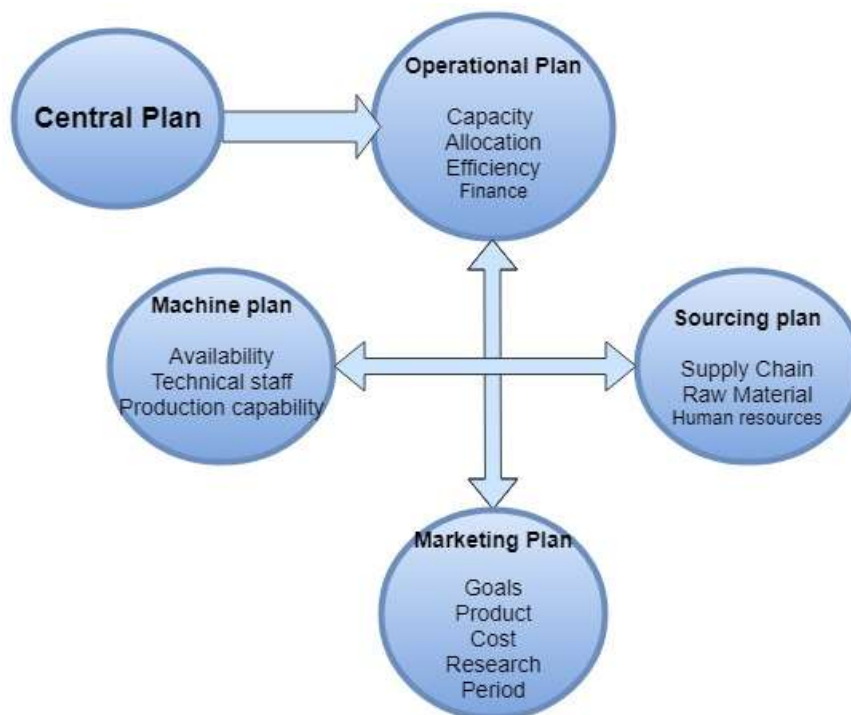 Central Plan
Operational Plan
Capacity
Allocation
Efficiency
Finance
Machine plan
Availability
Technical staff
Production capability
Sourcing plan
Supply Chain
Raw Material
Human resources
Marketing Plan
Goals
Product
Cost
Research
Period